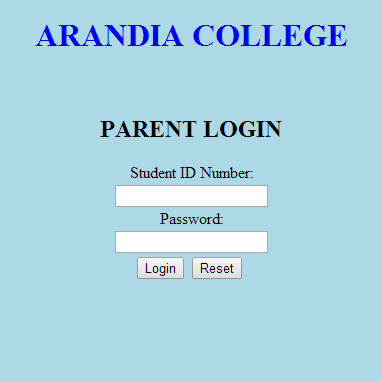 ARANDIA COLLEGE
PARENT LOGIN
Student ID Number:
Password:
Login Reset